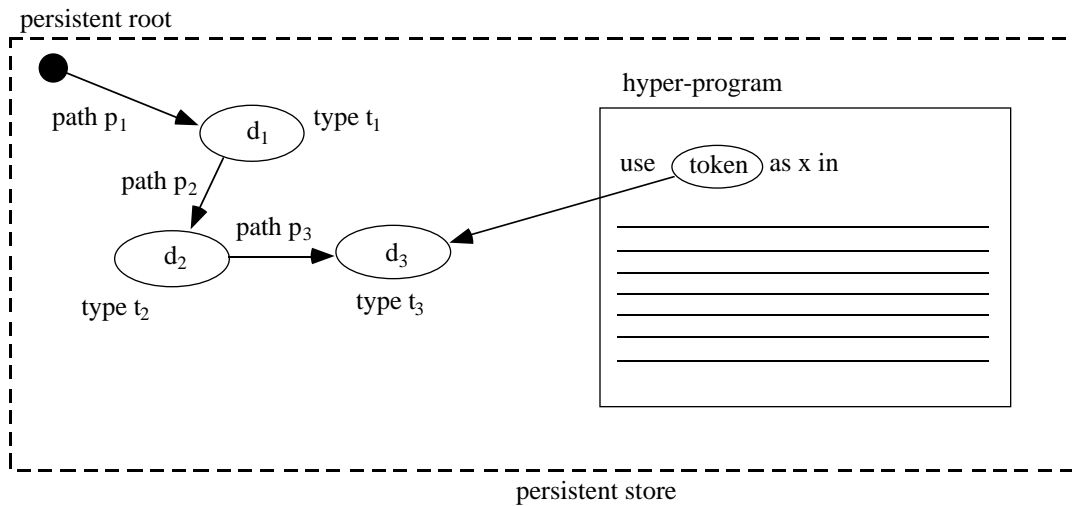 persistent root
hyper-program
path p₁
d₁
type t₁
use token as x in
path p₂
path p₃
d₂
d₃
type t₂
type t₃
persistent store